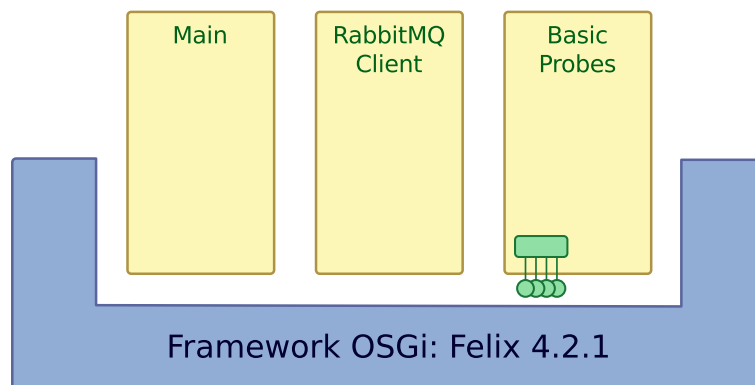 Main
RabbitMQ
Client
Basic
Probes
Framework OSGi: Felix 4.2.1